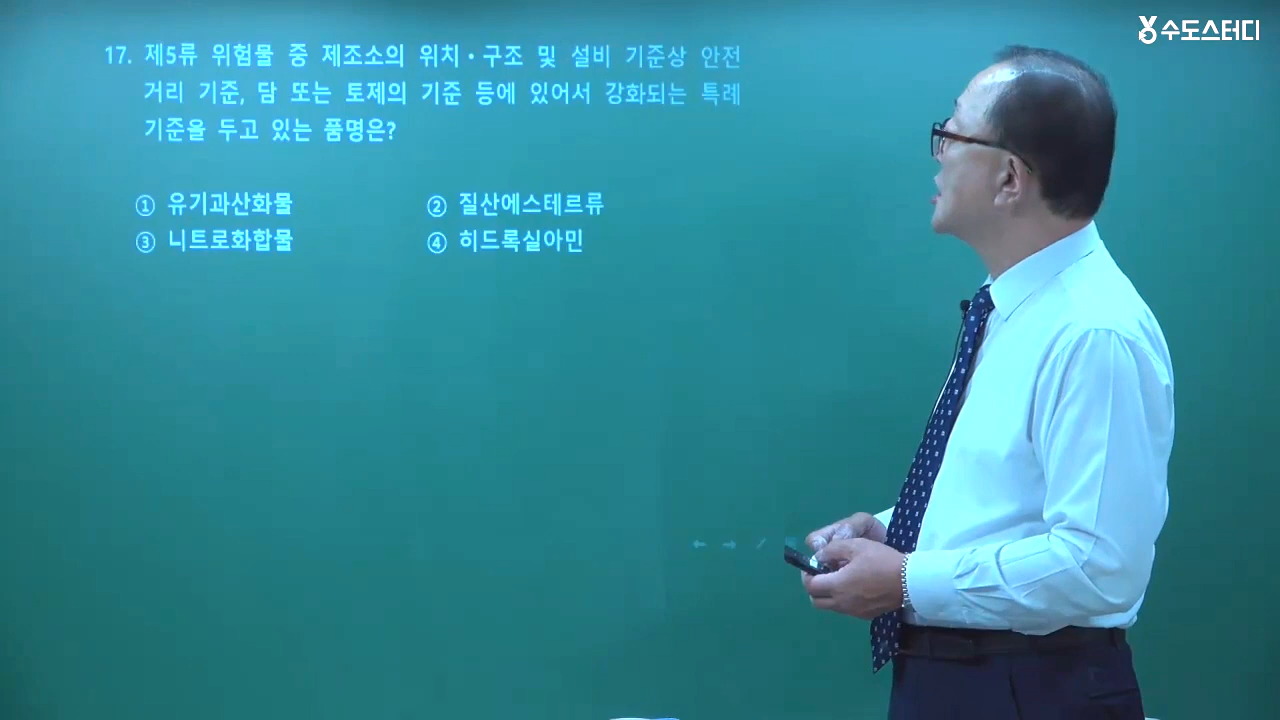 수도스터디
17. 제5류 위험물 중 제조소의 위치·구조 및 설비 기준상 안전
거리 기준, 담 또는 토제의 기준 등에 있어서 강화되는 특례
기준을 두고 있는 품명은?
① 유기과산화물 ② 질산에스테르류
③ 니트로화합물 ④ 히드록실아민